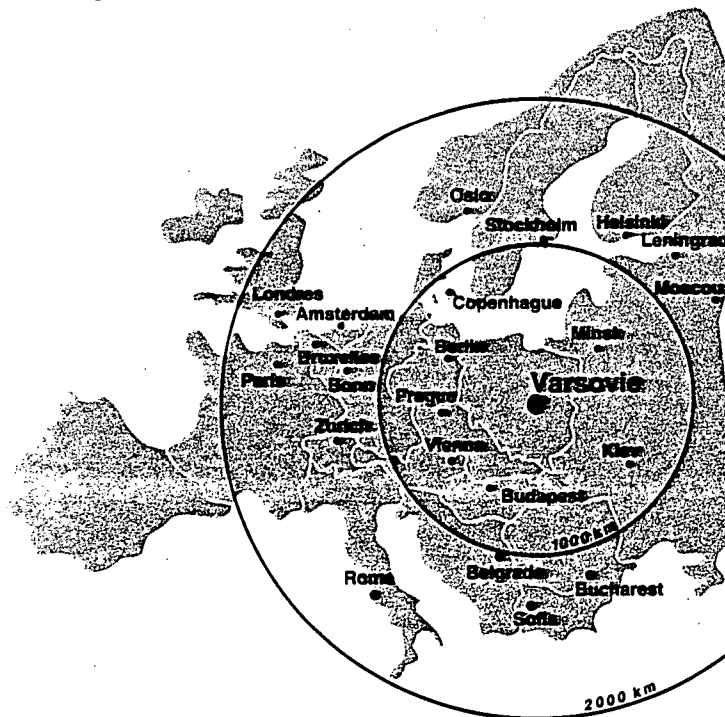 Oslo
Stockholm
Helsinki
Leningrad
Moscou
Londres
Amsterdam
Copenhague
Bruxelles
Berlin
Minsk
Paris
Bonn
Varsovie
Prague
Zurich
Vienna
Kiev
Budapest
1000 km
Belgrade
Rome
Bucharest
Sofia
2000 km